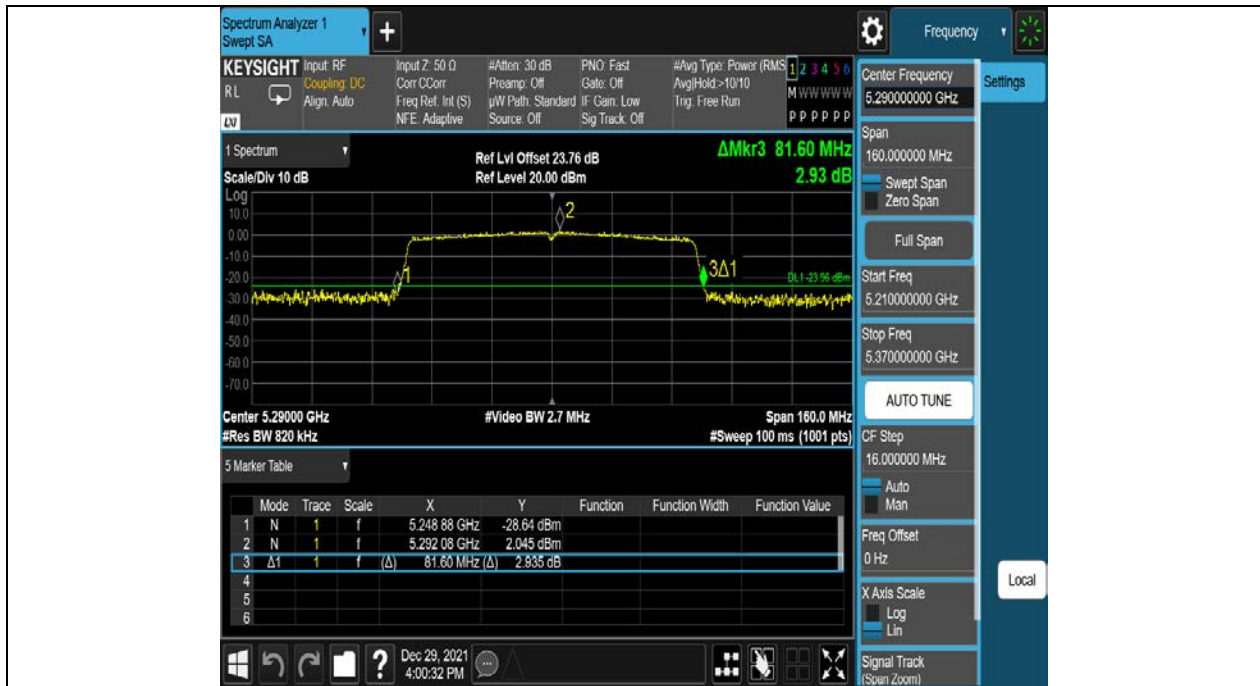 Spectrum Analyzer 1
Swept SA
+
Frequency
KEYSIGHT
RL
LXI
Input: RF
Coupling: DC
Align: Auto
Input Z: 50 Ω
Corr CCorr
Freq Ref: Int (S)
NFE: Adaptive
#Atten: 30 dB
Preamp: Off
µW Path: Standard
Source: Off
PNO: Fast
Gate: Off
IF Gain: Low
Sig Track: Off
#Avg Type: Power (RMS
Avg|Hold:>10/10
Trig: Free Run
1 2 3 4 5 6
M W W W W W
P P P P P P
1 Spectrum
Scale/Div 10 dB
Ref Lvl Offset 23.76 dB
Ref Level 20.00 dBm
ΔMkr3 81.60 MHz
2.93 dB
Log
10.0
0.00
-10.0
-20.0
-30.0
-40.0
-50.0
-60.0
-70.0
2
1
3Δ1
DL1 -23.96 dBm
Center 5.29000 GHz
#Res BW 820 kHz
#Video BW 2.7 MHz
Span 160.0 MHz
#Sweep 100 ms (1001 pts)
5 Marker Table
Mode Trace Scale X Y Function Function Width Function Value
1 N 1 f 5.248 88 GHz -28.64 dBm
2 N 1 f 5.292 08 GHz 2.045 dBm
3 Δ1 1 f (Δ) 81.60 MHz (Δ) 2.935 dB
4
5
6
?
Dec 29, 2021
4:00:32 PM
Center Frequency
5.290000000 GHz
Span
160.000000 MHz
Swept Span
Zero Span
Full Span
Start Freq
5.210000000 GHz
Stop Freq
5.370000000 GHz
AUTO TUNE
CF Step
16.000000 MHz
Auto
Man
Freq Offset
0 Hz
X Axis Scale
Log
Lin
Signal Track
(Span Zoom)
Settings
Local